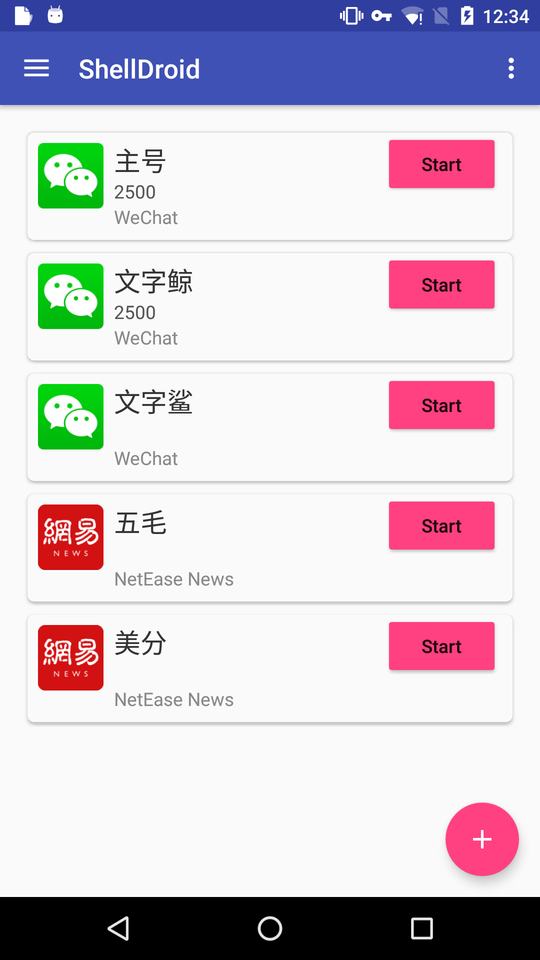 12:34
ShellDroid
主号
Start
2500
WeChat
文字鲸
Start
2500
WeChat
文字鲨
Start
WeChat
網易
NEWS
五毛
Start
NetEase News
網易
NEWS
美分
Start
NetEase News